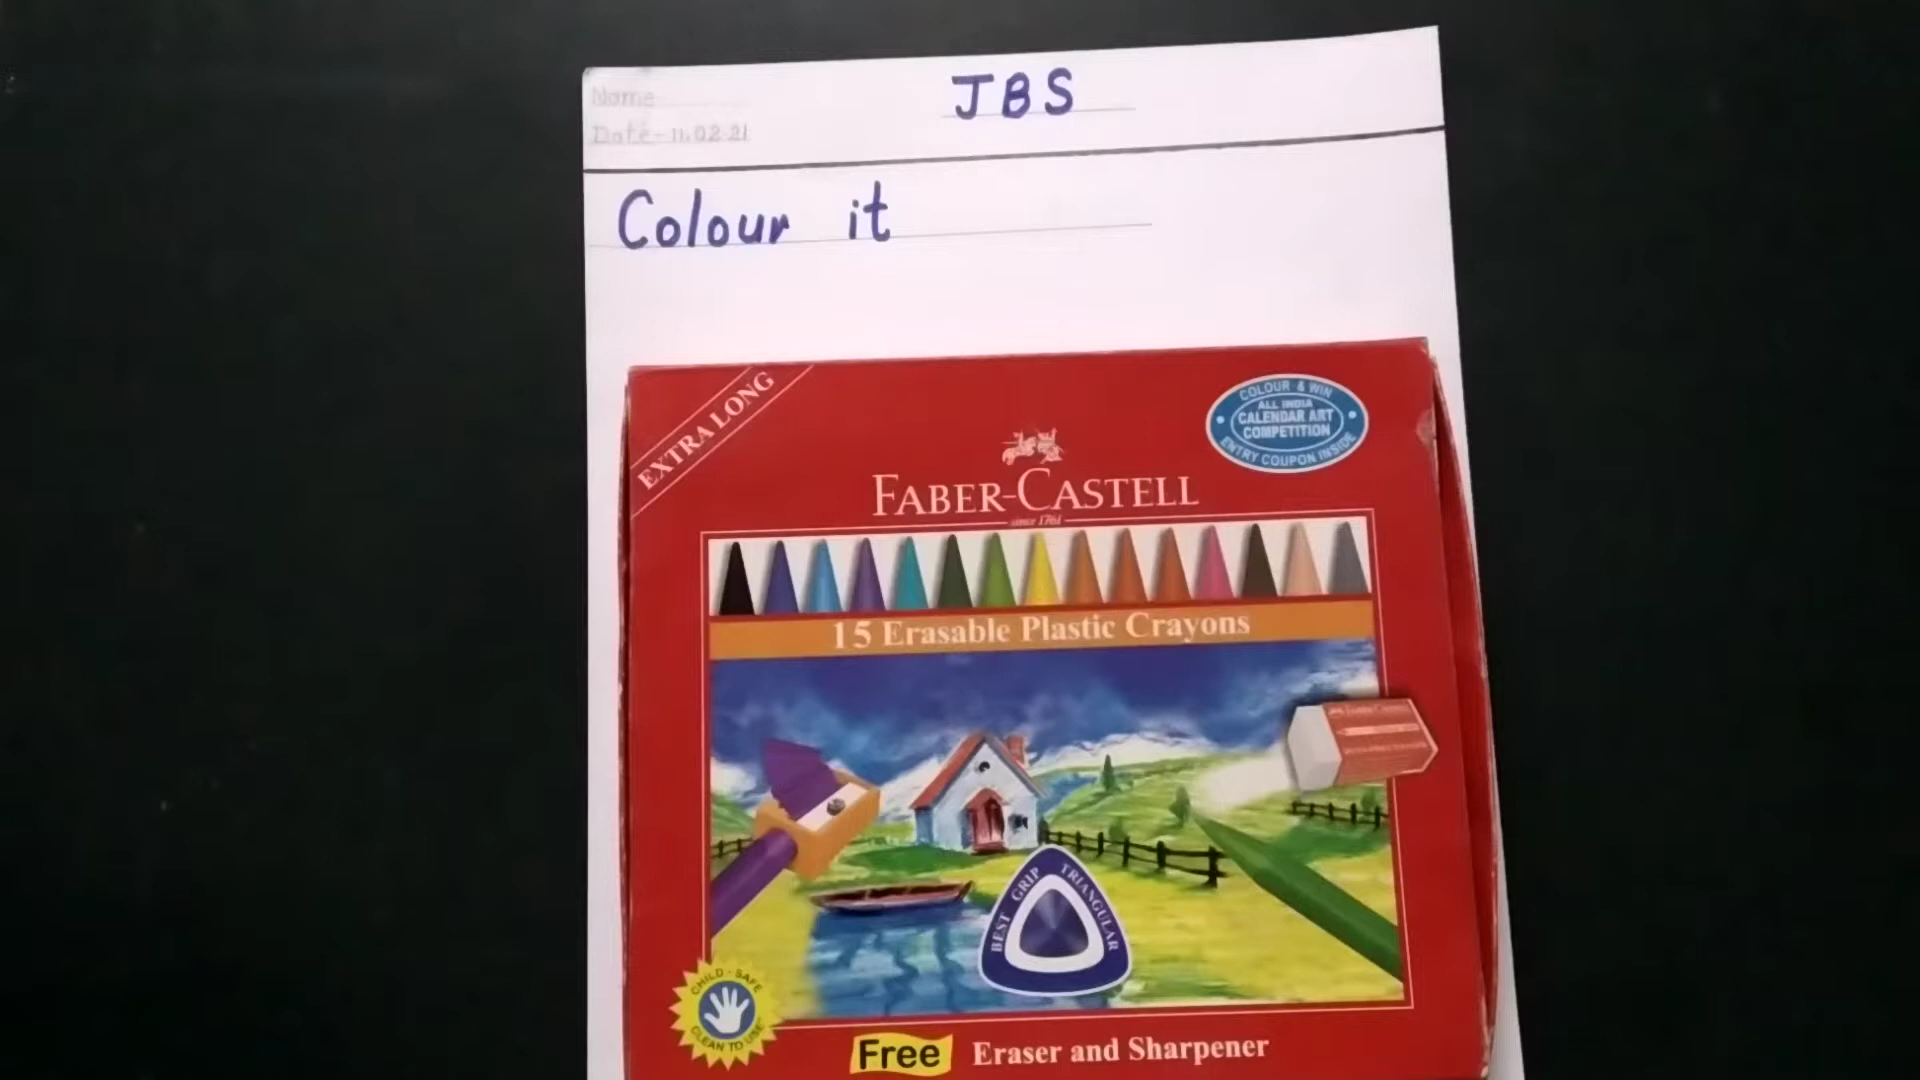 Name
JBS
Date - 11.02.21
Colour it
EXTRA LONG
COLOUR & WIN
ALL INDIA
CALENDAR ART
COMPETITION
ENTRY COUPON INSIDE
FABER-CASTELL
since 1761
15 Erasable Plastic Crayons
BEST GRIP TRIANGULAR
CHILD - SAFE
CLEAN TO USE
Free Eraser and Sharpener